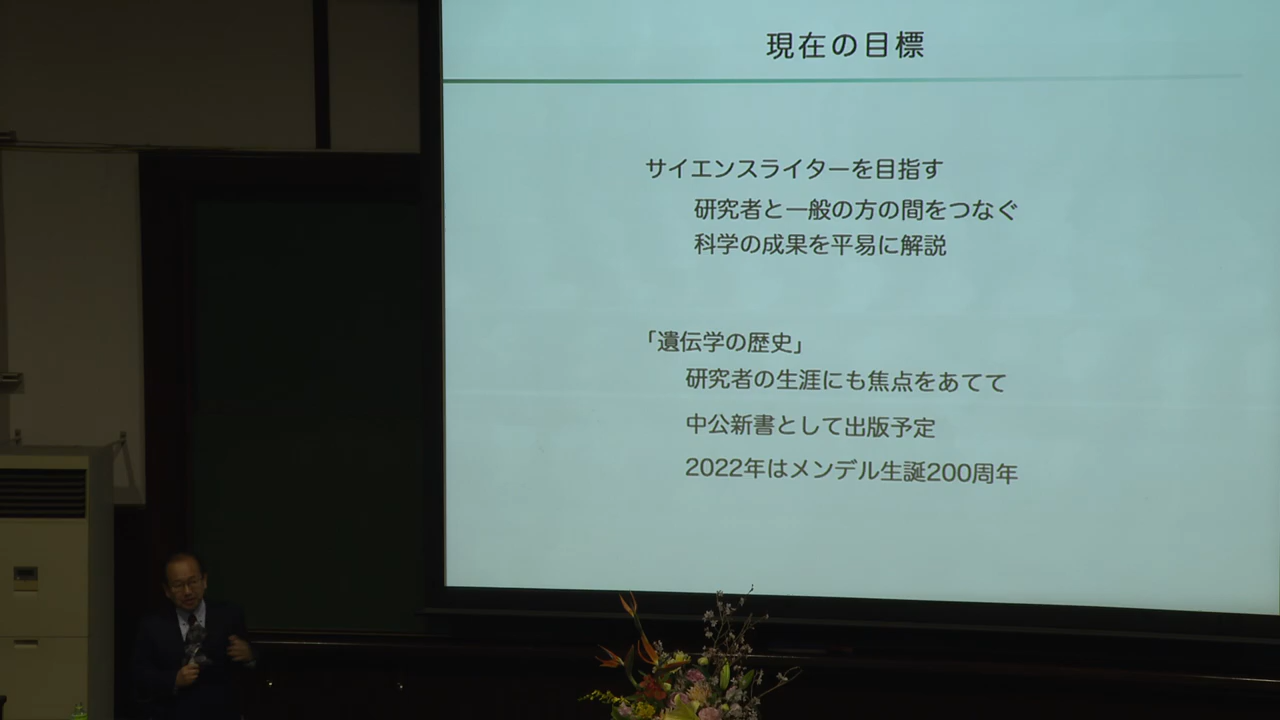 現在の目標
サイエンスライターを目指す
研究者と一般の方の間をつなぐ
科学の成果を平易に解説
「遺伝学の歴史」
研究者の生涯にも焦点をあてて
中公新書として出版予定
2022年はメンデル生誕200周年